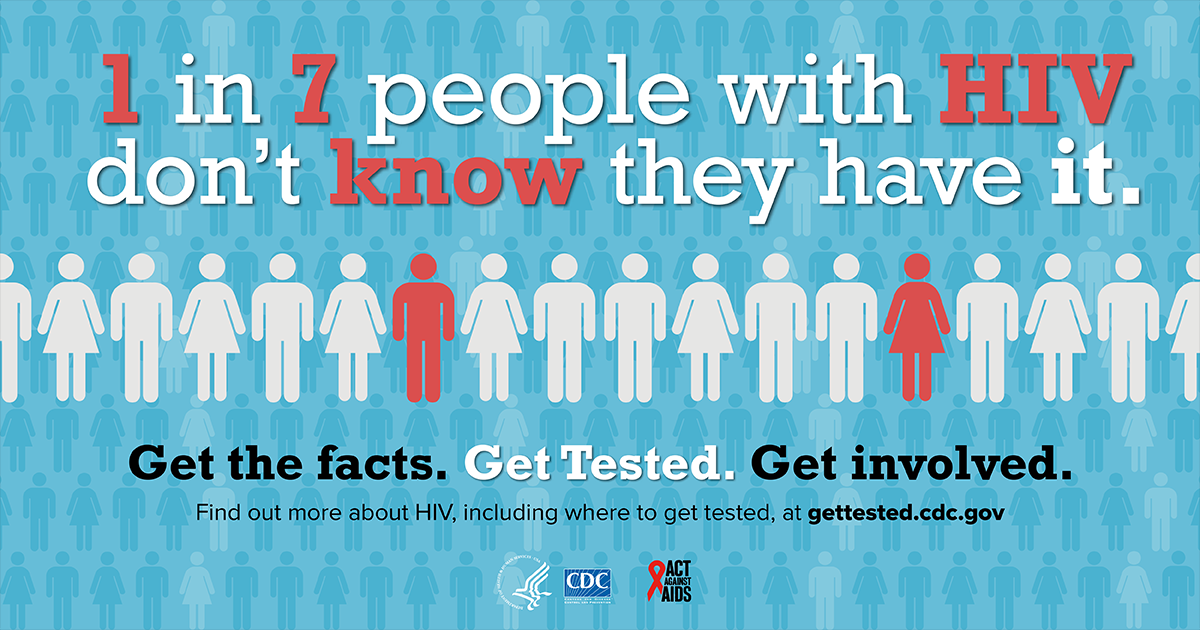 1 in 7 people with HIV
don't know they have it.
Get the facts. Get Tested. Get involved.
Find out more about HIV, including where to get tested, at gettested.cdc.gov
CDC
ACT
AGAINST
AIDS